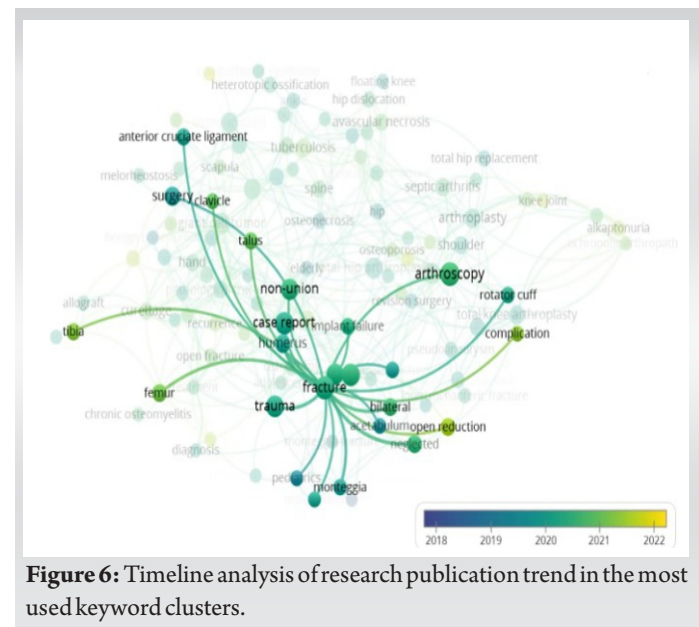 heterotopic ossification
floating knee
hip dislocation
avascular necrosis
anterior cruciate ligament
tuberculosis
total hip replacement
scapula
melorheostosis
spine
septic arthritis
surgery
clavicle
knee joint
hip
osteonecrosis
arthroplasty
alkaptonuria
talus
osteoporosis
shoulder
hand
elderly
arthroscopy
non-union
rotator cuff
revision surgery
allograft
curettage
case report
implant failure
total knee arthroplasty
tibia
recurrence
complication
humerus
open fracture
fracture
femur
trauma
bilateral
chronic osteomyelitis
acetabulum
open reduction
neglected
diagnosis
pediatrics
monteggia
2018 2019 2020 2021 2022
Figure 6: Timeline analysis of research publication trend in the most
used keyword clusters.